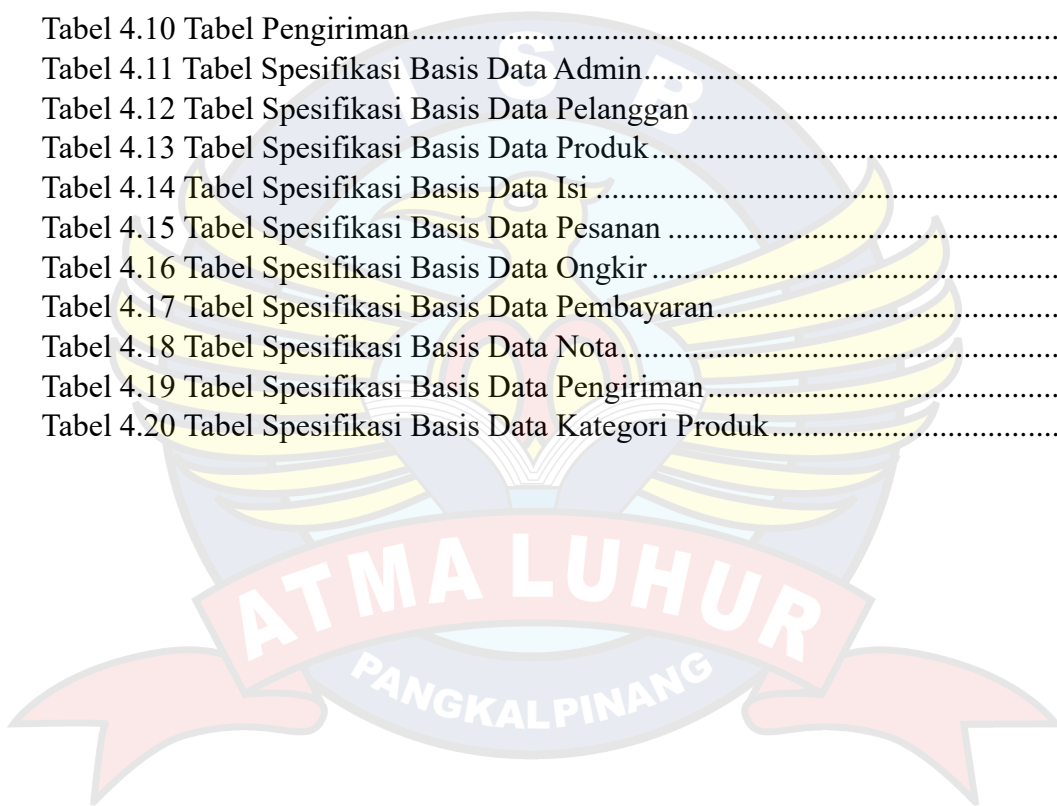 Tabel 4.10 Tabel Pengiriman........................................................................................
Tabel 4.11 Tabel Spesifikasi Basis Data Admin........................................................
Tabel 4.12 Tabel Spesifikasi Basis Data Pelanggan.................................................
Tabel 4.13 Tabel Spesifikasi Basis Data Produk.......................................................
Tabel 4.14 Tabel Spesifikasi Basis Data Isi ..............................................................
Tabel 4.15 Tabel Spesifikasi Basis Data Pesanan ....................................................
Tabel 4.16 Tabel Spesifikasi Basis Data Ongkir .......................................................
Tabel 4.17 Tabel Spesifikasi Basis Data Pembayaran..............................................
Tabel 4.18 Tabel Spesifikasi Basis Data Nota...........................................................
Tabel 4.19 Tabel Spesifikasi Basis Data Pengiriman ...............................................
Tabel 4.20 Tabel Spesifikasi Basis Data Kategori Produk.......................................
I S B
ATMA LUHUR
PANGKALPINANG